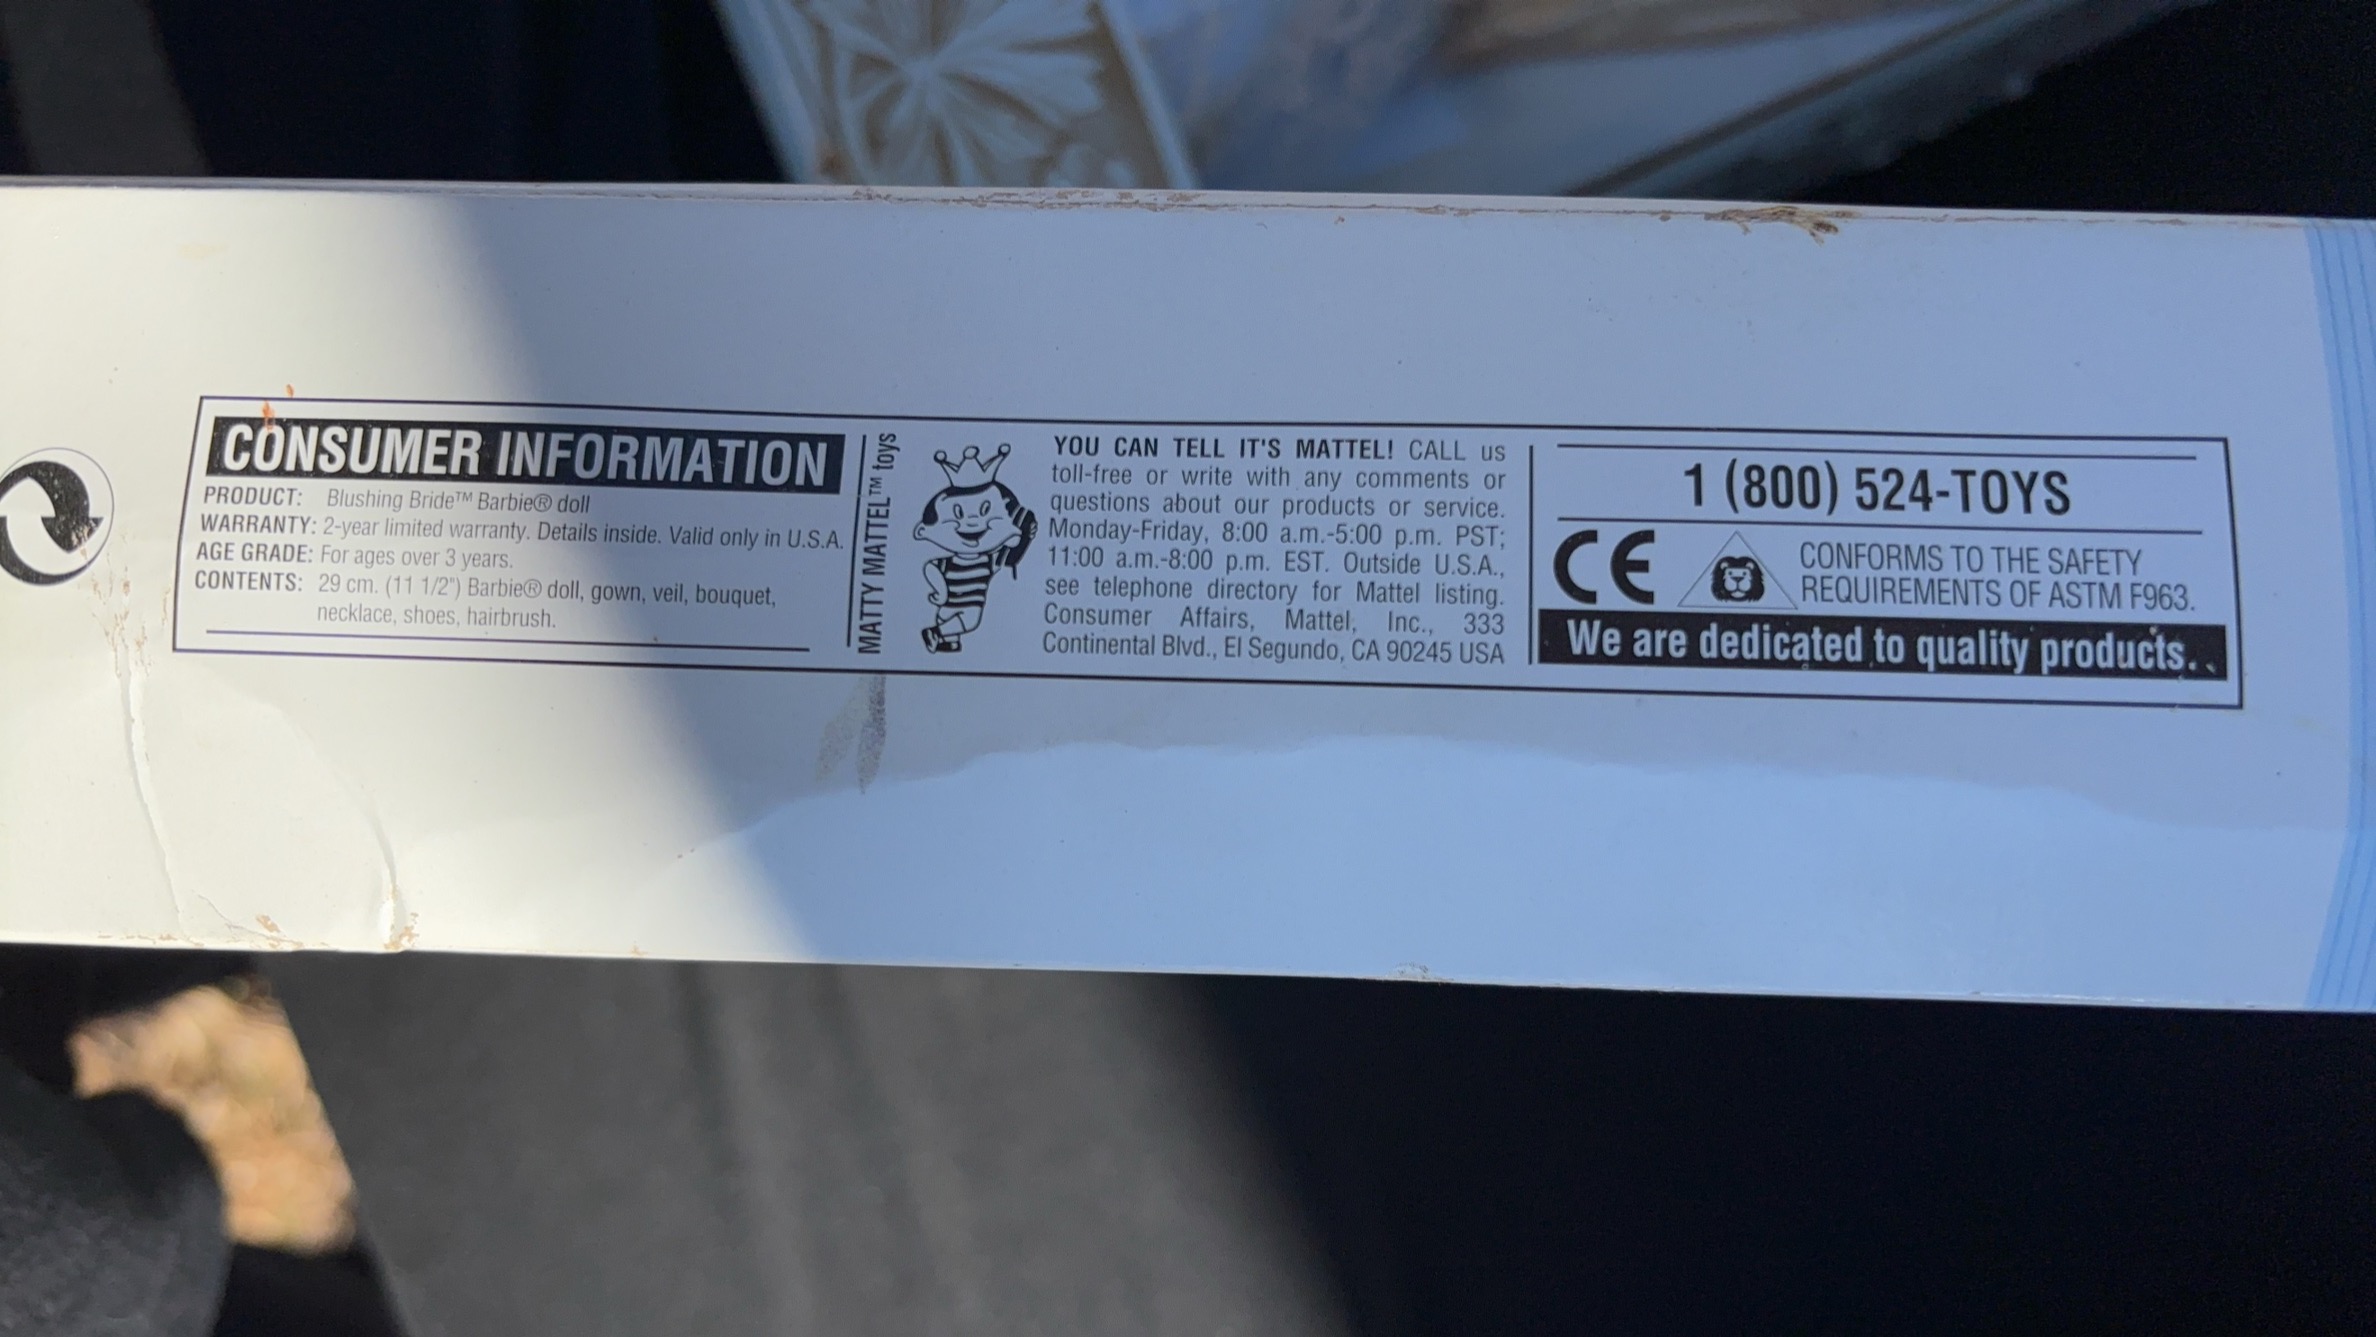 CONSUMER INFORMATION
PRODUCT: Blushing Bride™ Barbie® doll
WARRANTY: 2-year limited warranty. Details inside. Valid only in U.S.A.
AGE GRADE: For ages over 3 years.
CONTENTS: 29 cm. (11 1/2") Barbie® doll, gown, veil, bouquet,
necklace, shoes, hairbrush.
MATTY MATTEL™ toys
YOU CAN TELL IT'S MATTEL! CALL us
toll-free or write with any comments or
questions about our products or service.
Monday-Friday, 8:00 a.m.-5:00 p.m. PST;
11:00 a.m.-8:00 p.m. EST. Outside U.S.A.,
see telephone directory for Mattel listing.
Consumer Affairs, Mattel, Inc., 333
Continental Blvd., El Segundo, CA 90245 USA
1 (800) 524-TOYS
CE
CONFORMS TO THE SAFETY
REQUIREMENTS OF ASTM F963.
We are dedicated to quality products.